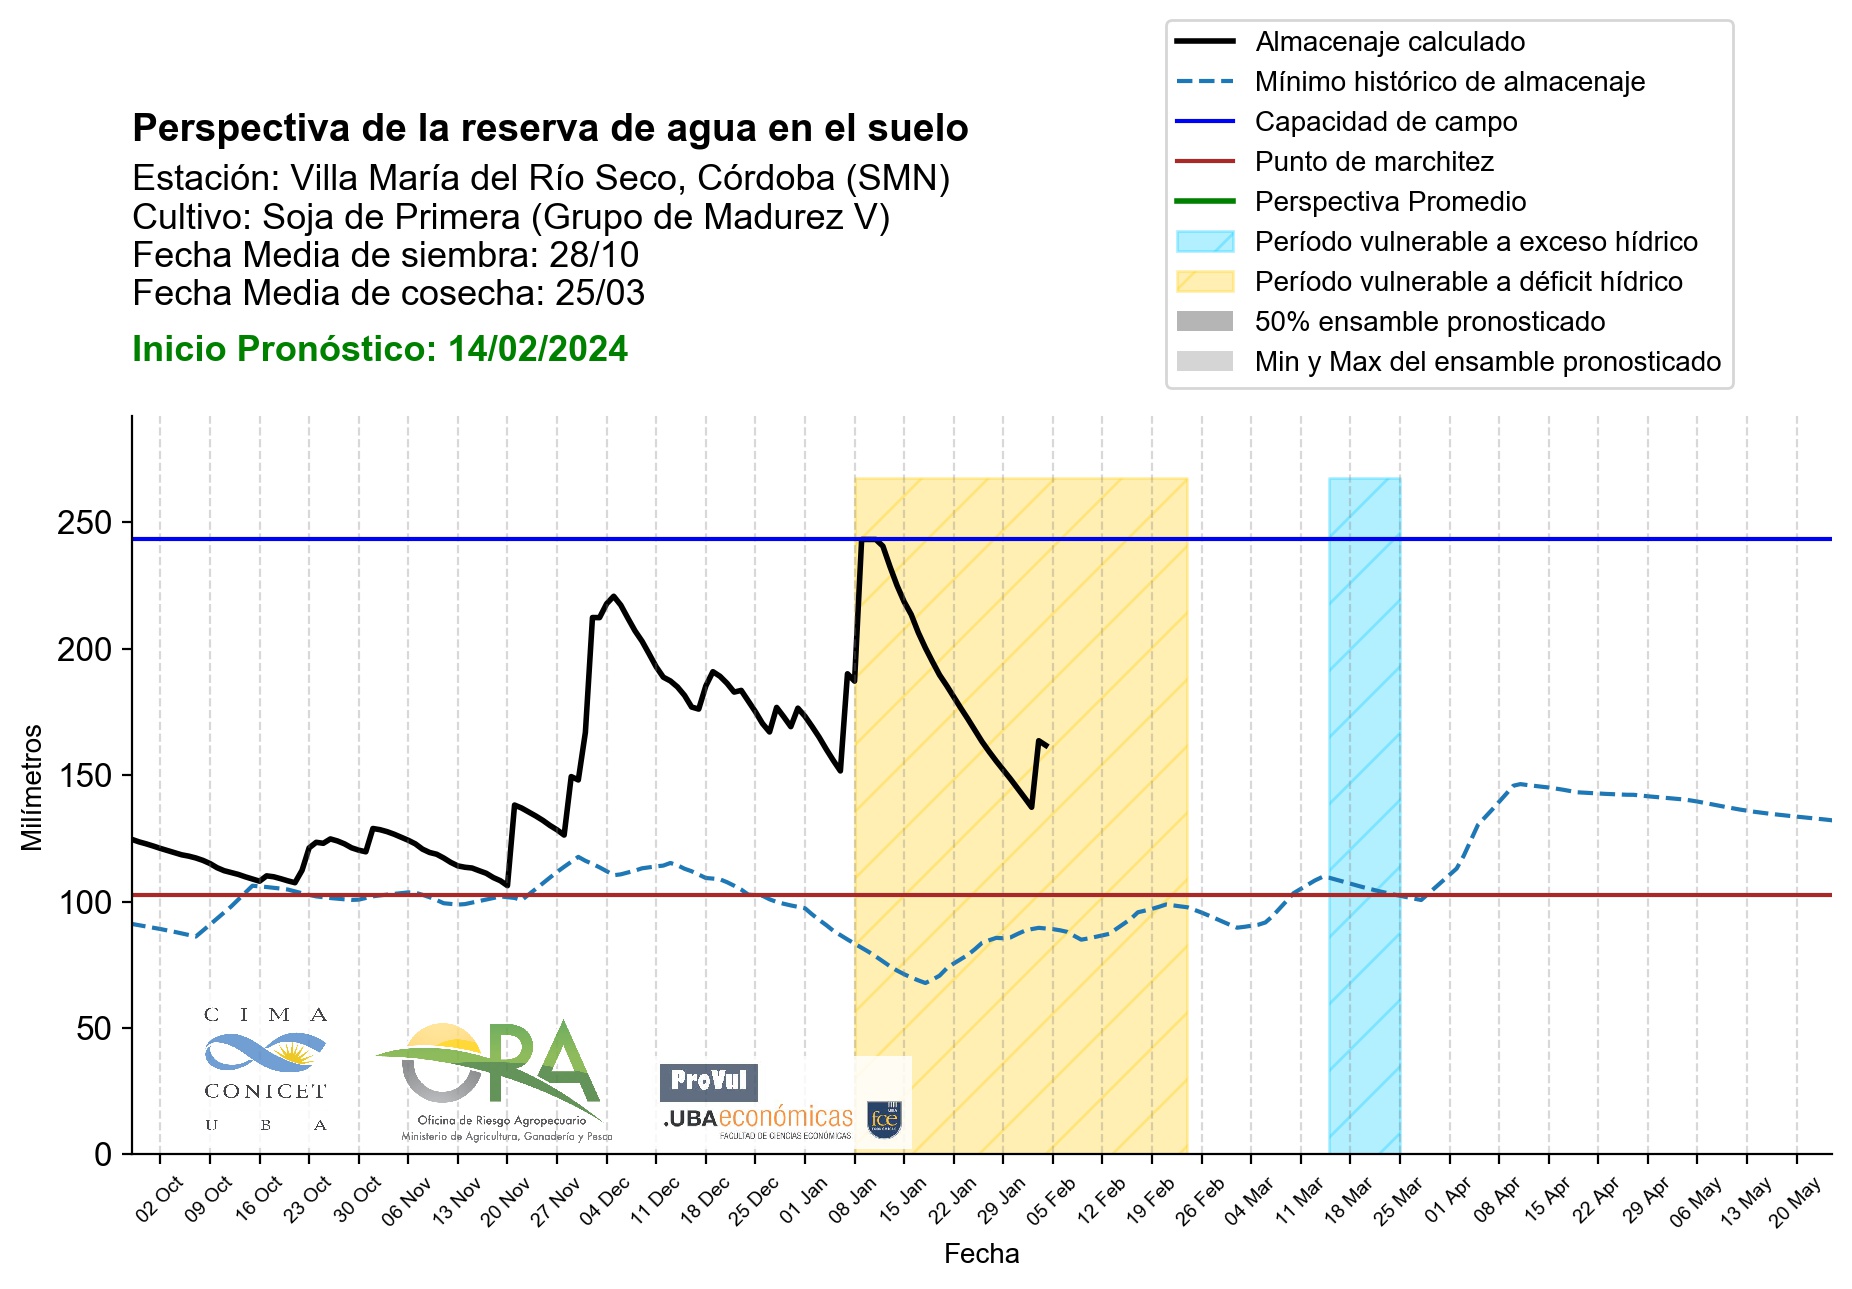 Almacenaje calculado
Mínimo histórico de almacenaje
Capacidad de campo
Punto de marchitez
Perspectiva Promedio
Período vulnerable a exceso hídrico
Período vulnerable a déficit hídrico
50% ensamble pronosticado
Min y Max del ensamble pronosticado
Perspectiva de la reserva de agua en el suelo
Estación: Villa María del Río Seco, Córdoba (SMN)
Cultivo: Soja de Primera (Grupo de Madurez V)
Fecha Media de siembra: 28/10
Fecha Media de cosecha: 25/03
Inicio Pronóstico: 14/02/2024
Milímetros
250
200
150
100
50
0
CIMA
CONICET
UBA
ORA
Oficina de Riesgo Agropecuario
Ministerio de Agricultura, Ganadería y Pesca
ProVul
.UBAeconómicas
FACULTAD DE CIENCIAS ECONÓMICAS
fce
02 Oct
09 Oct
16 Oct
23 Oct
30 Oct
06 Nov
13 Nov
20 Nov
27 Nov
04 Dec
11 Dec
18 Dec
25 Dec
01 Jan
08 Jan
15 Jan
22 Jan
29 Jan
05 Feb
12 Feb
19 Feb
26 Feb
04 Mar
11 Mar
18 Mar
25 Mar
01 Apr
08 Apr
15 Apr
22 Apr
29 Apr
06 May
13 May
20 May
Fecha